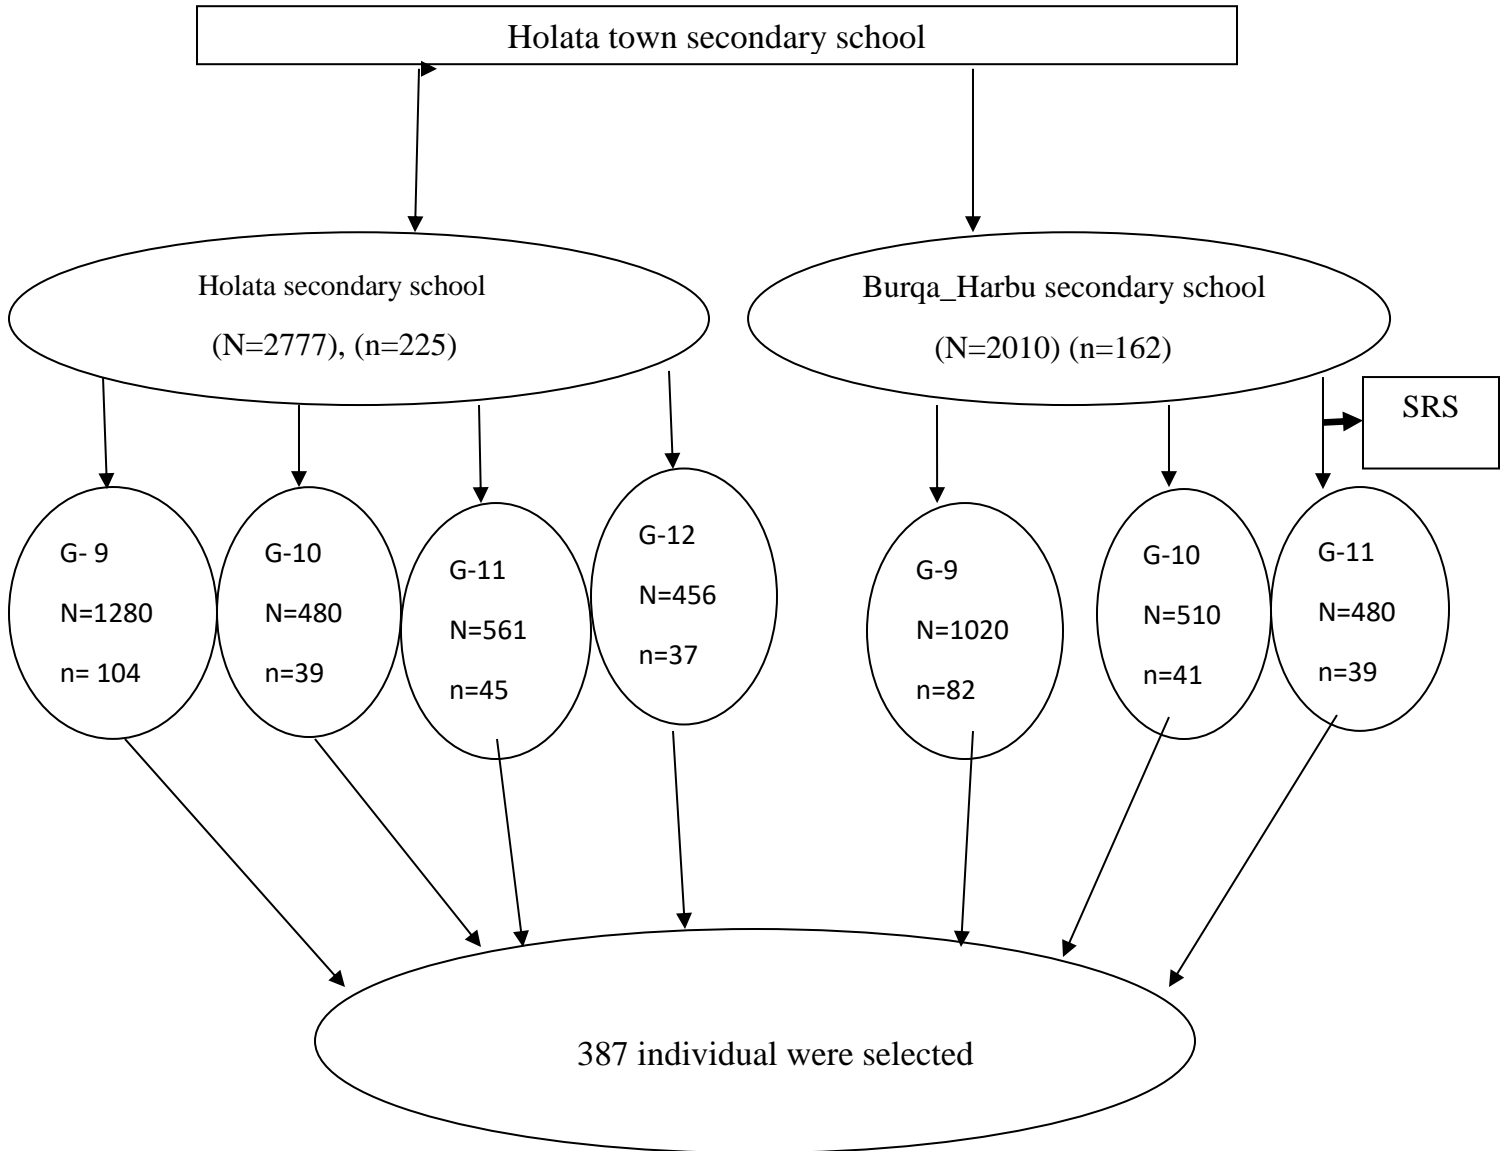 Holata town secondary school
Holata secondary school
(N=2777), (n=225)
Burqa_Harbu secondary school
(N=2010) (n=162)
SRS
G- 9
N=1280
n= 104
G-10
N=480
n=39
G-11
N=561
n=45
G-12
N=456
n=37
G-9
N=1020
n=82
G-10
N=510
n=41
G-11
N=480
n=39
387 individual were selected